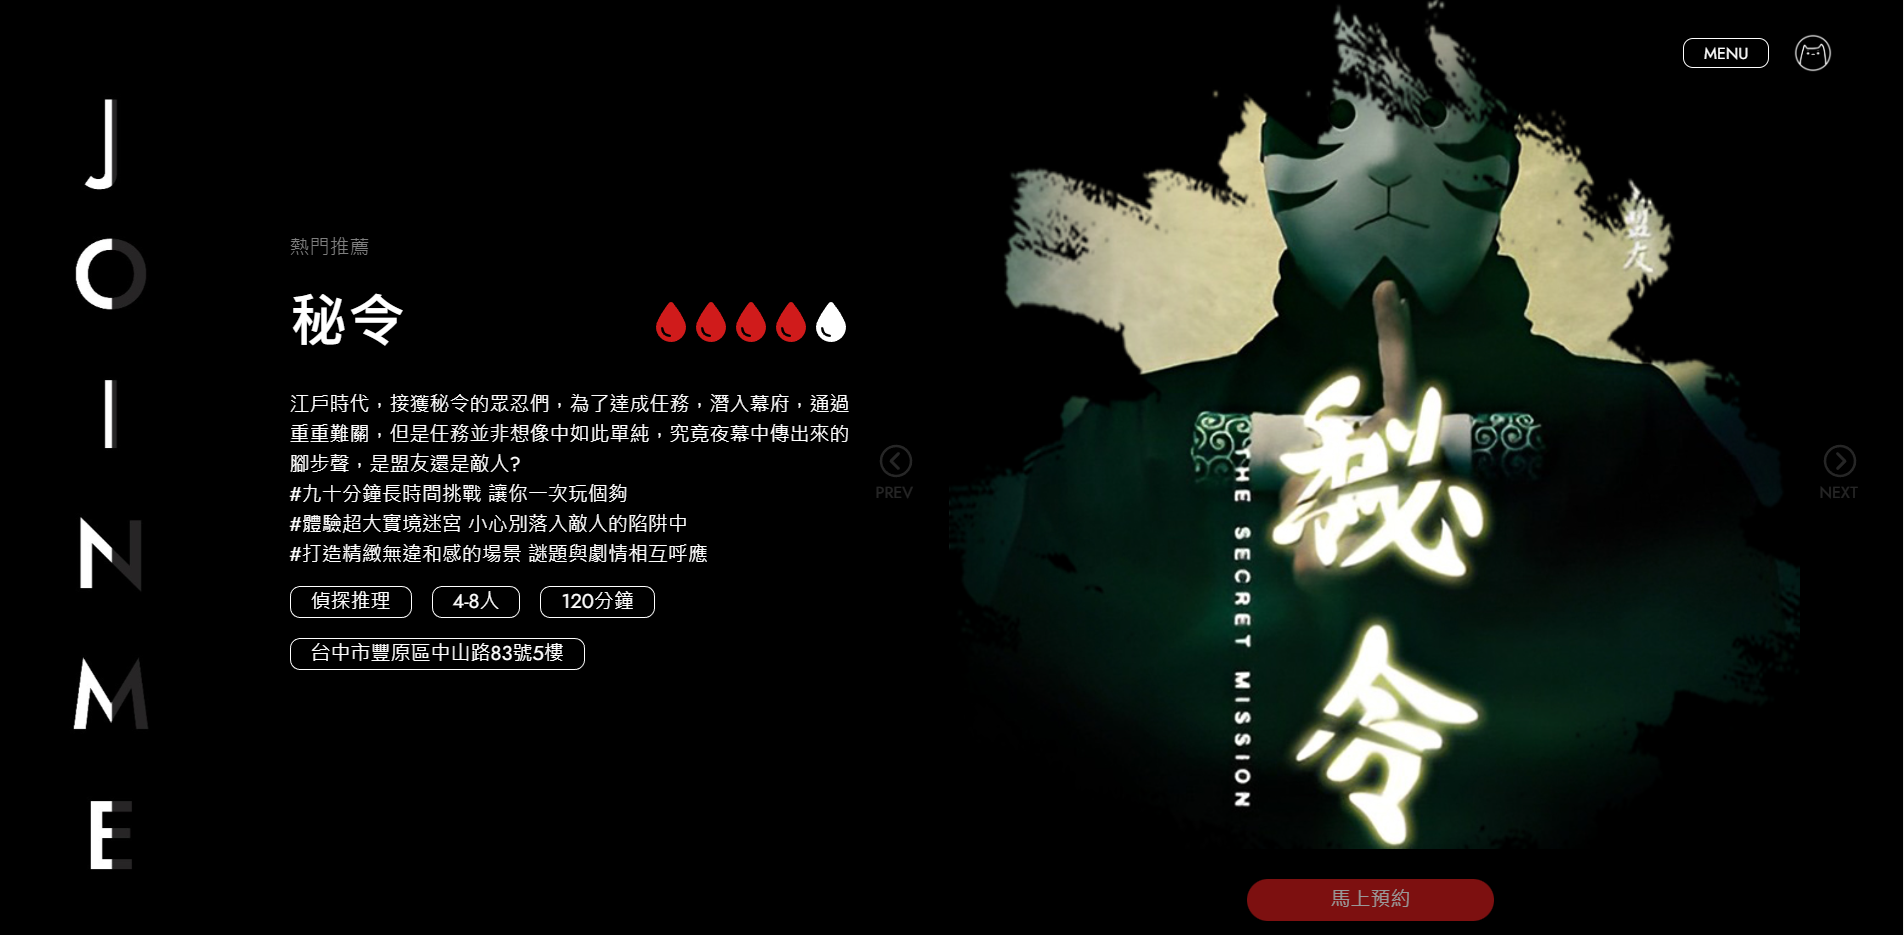 MENU
JOINME
熱門推薦
秘令
江戶時代，接獲秘令的眾忍們，為了達成任務，潛入幕府，通過
重重難關，但是任務並非想像中如此單純，究竟夜幕中傳出來的
腳步聲，是盟友還是敵人?
#九十分鐘長時間挑戰 讓你一次玩個夠
#體驗超大實境迷宮 小心別落入敵人的陷阱中
#打造精緻無違和感的場景 謎題與劇情相互呼應
偵探推理
4-8人
120分鐘
台中市豐原區中山路83號5樓
PREV
盟友
秘令
THE SECRET MISSION
NEXT
馬上預約